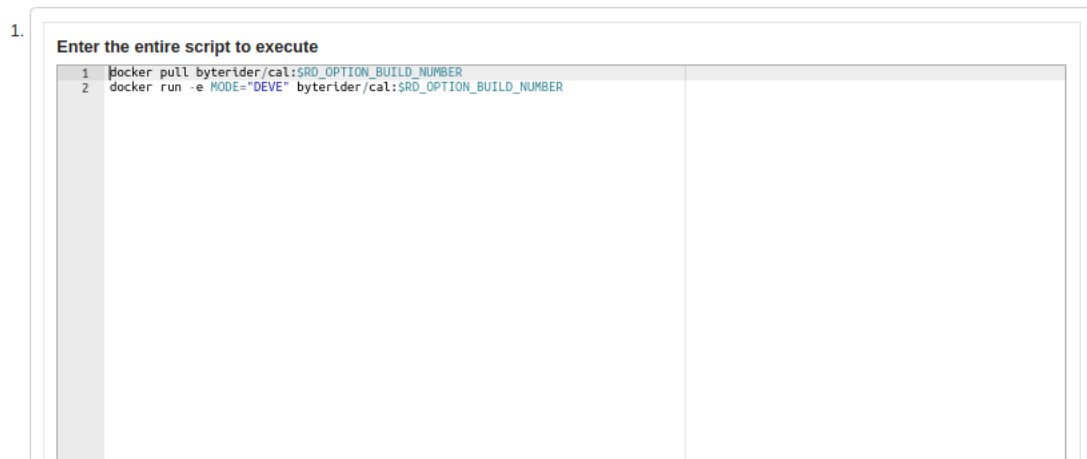 1.
Enter the entire script to execute
1 docker pull byterider/cal:$RD_OPTION_BUILD_NUMBER
2 docker run -e MODE="DEVE" byterider/cal:$RD_OPTION_BUILD_NUMBER